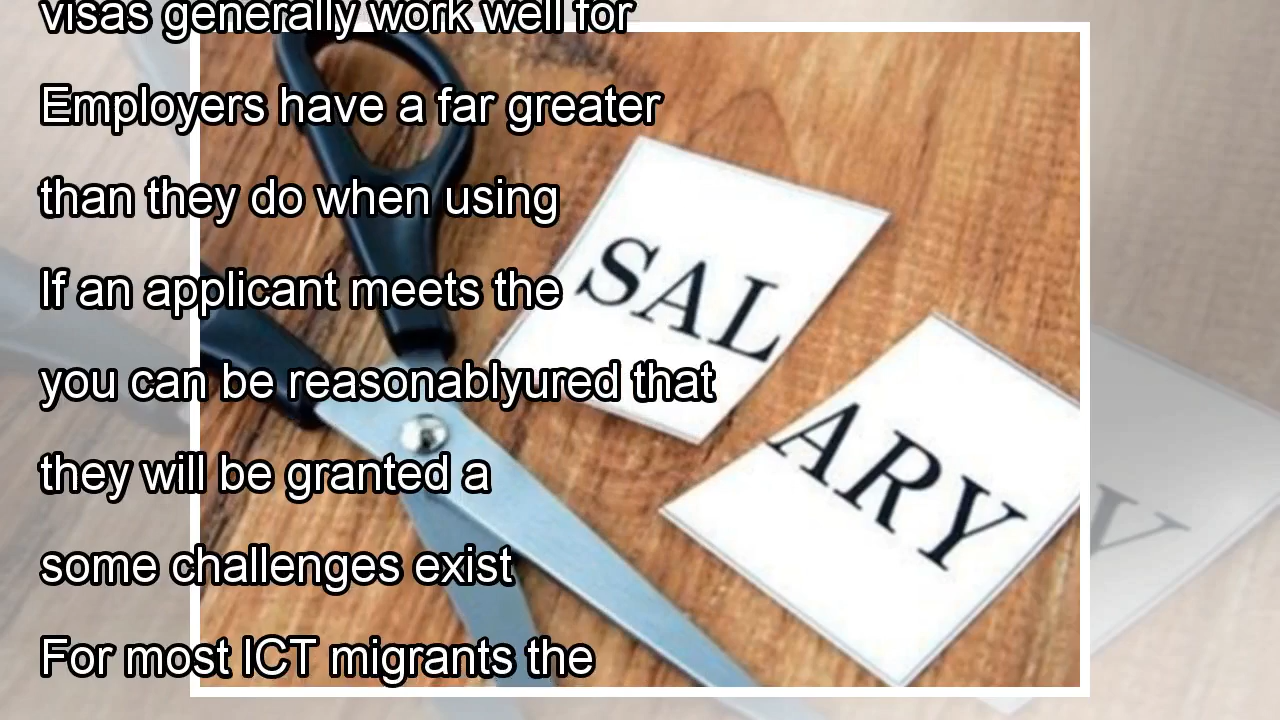 visas generally work well for
Employers have a far greater
than they do when using
If an applicant meets the
you can be reasonablyured that
they will be granted a
some challenges exist
For most ICT migrants the
SAL
ARY